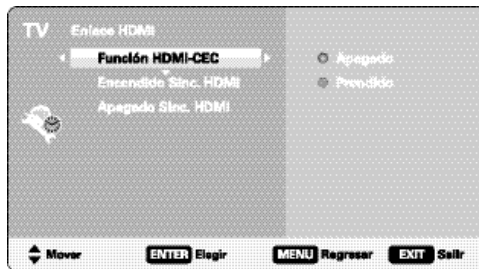 TV Enlace HDMI
Función HDMI-CEC
Apagado
Encendido Sinc. HDMI
Prendido
Apagado Sinc. HDMI
Mover ENTER Elegir MENU Regresar EXIT Salir